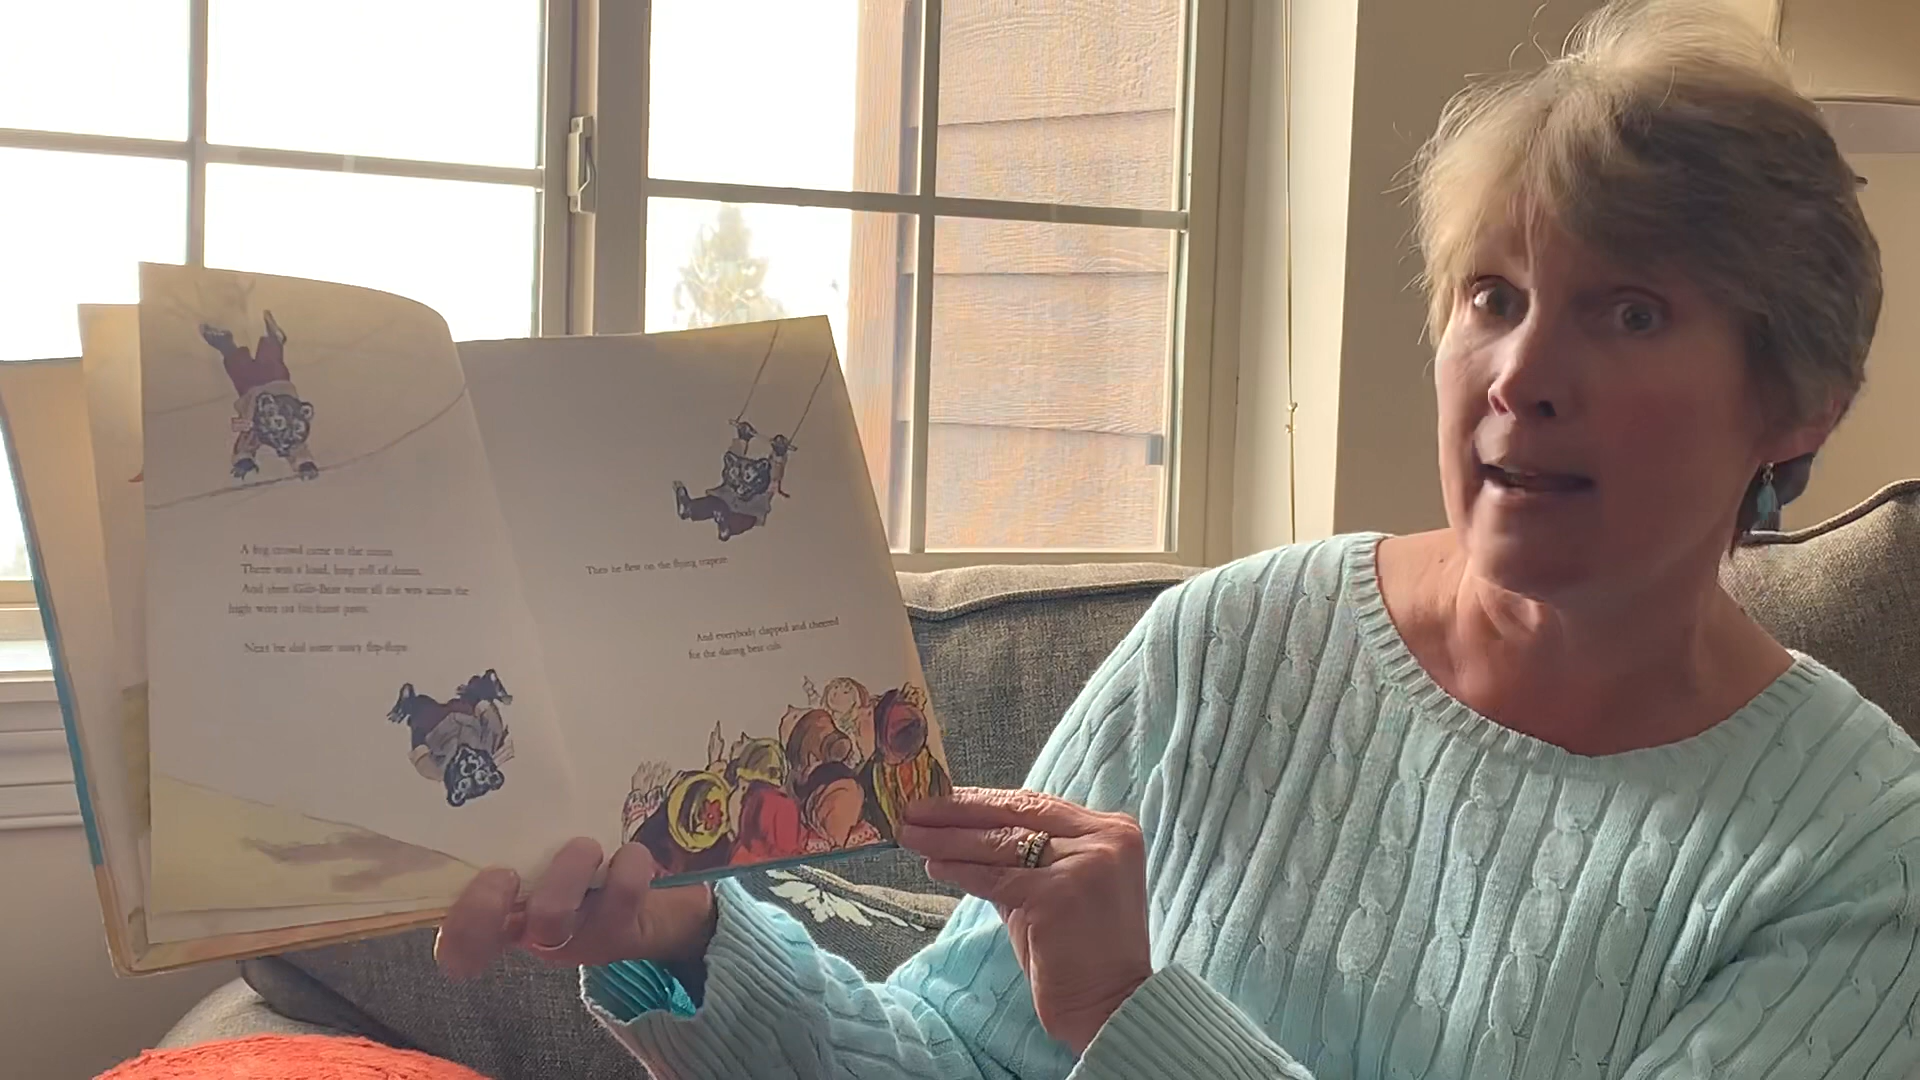 A big crowd came to the circus.
There was a loud, long roll of drums.
And then Cub-Bear went all the way across the
high wire on his front paws.
Next he did some fancy flip-flops.
Then he flew on the flying trapeze.
And everybody clapped and cheered
for the daring bear cub.